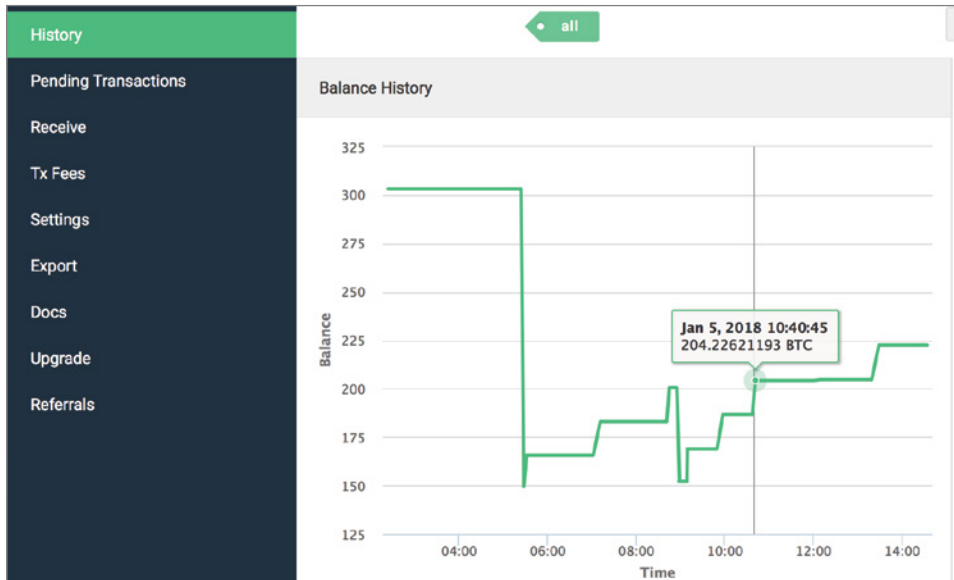 History
Pending Transactions
Receive
Tx Fees
Settings
Export
Docs
Upgrade
Referrals
all
Balance History
325
300
275
250
225
200
175
150
125
Balance
Jan 5, 2018 10:40:45
204.22621193 BTC
04:00 06:00 08:00 10:00 12:00 14:00
Time